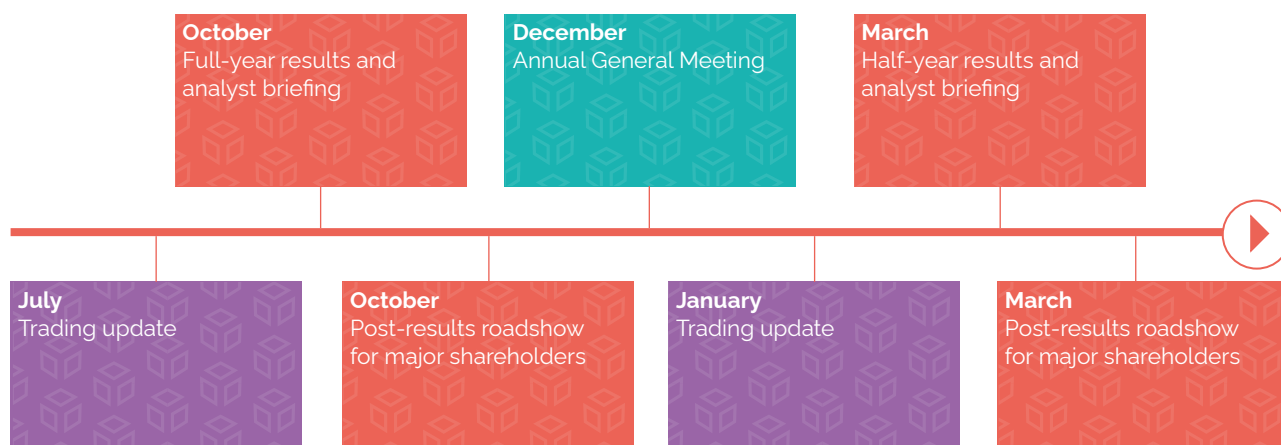 October
Full-year results and
analyst briefing
December
Annual General Meeting
March
Half-year results and
analyst briefing
July
Trading update
October
Post-results roadshow
for major shareholders
January
Trading update
March
Post-results roadshow
for major shareholders